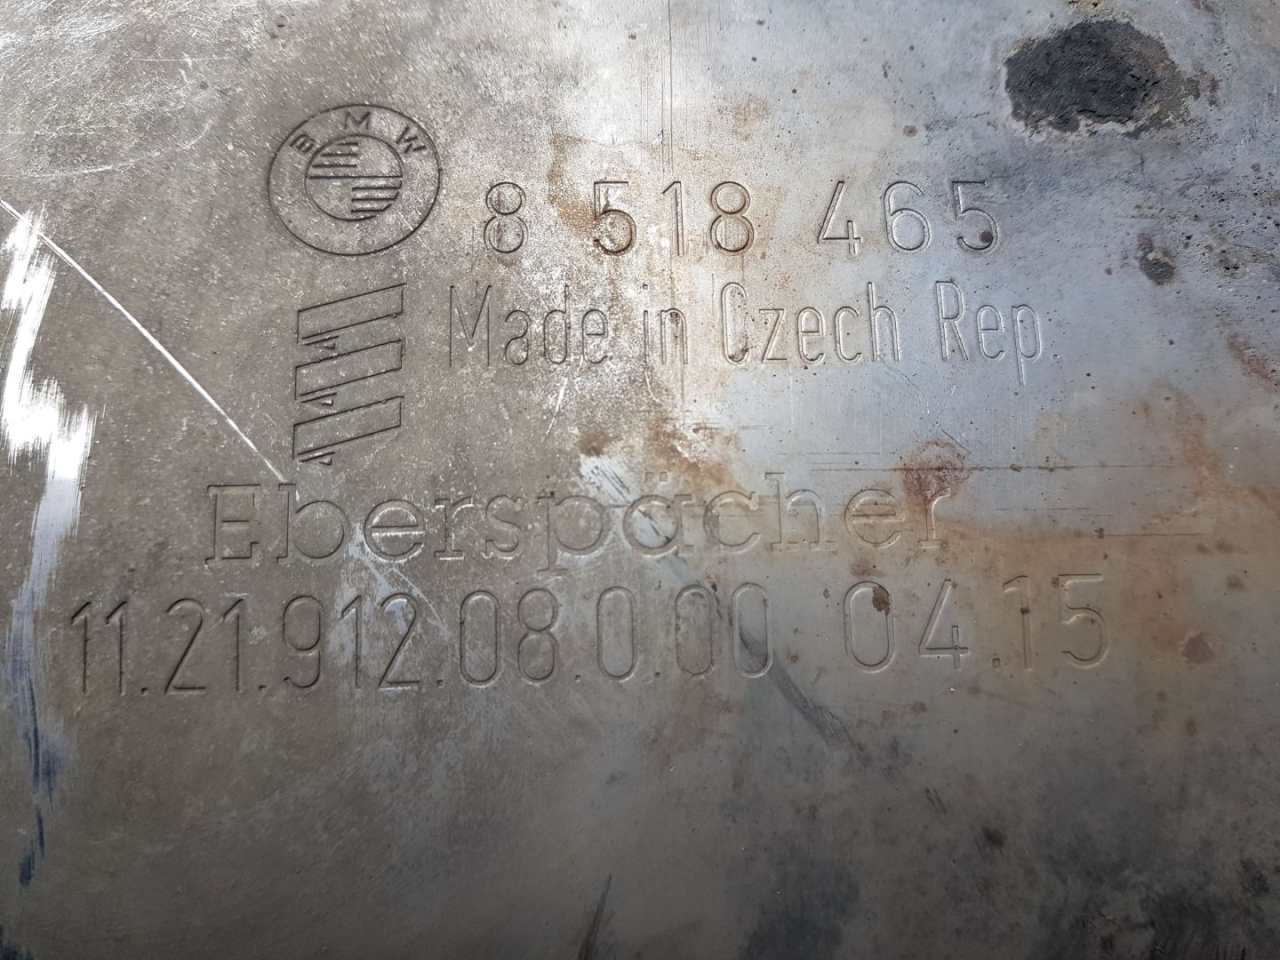 BMW
8 518 465
Made in Czech Rep.
Eberspächer
11.21.912.08.0.00 04.15